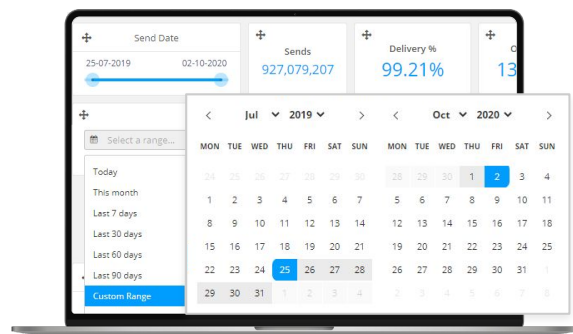 Send Date
25-07-2019 02-10-2020
Sends
927,079,207
Delivery %
99.21%
O
13
Select a range...
Today
This month
Last 7 days
Last 30 days
Last 60 days
Last 90 days
Custom Range
< Jul 2019 >
MON TUE WED THU FRI SAT SUN
24 25 26 27 28 29 30
1 2 3 4 5 6 7
8 9 10 11 12 13 14
15 16 17 18 19 20 21
22 23 24 25 26 27 28
29 30 31 1 2 3 4
< Oct 2020 >
MON TUE WED THU FRI SAT SUN
28 29 30 1 2 3 4
5 6 7 8 9 10 11
12 13 14 15 16 17 18
19 20 21 22 23 24 25
26 27 28 29 30 31 1
2 3 4 5 6 7 8